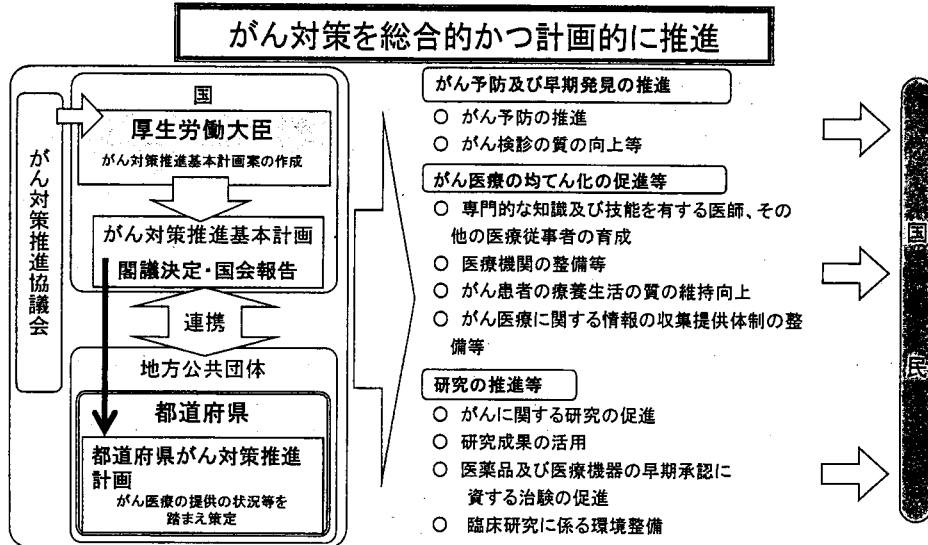 がん対策を総合的かつ計画的に推進
がん対策推進協議会
国
厚生労働大臣
がん対策推進基本計画案の作成
がん対策推進基本計画
閣議決定・国会報告
連携
地方公共団体
都道府県
都道府県がん対策推進
計画
がん医療の提供の状況等を
踏まえ策定
がん予防及び早期発見の推進
○ がん予防の推進
○ がん検診の質の向上等
がん医療の均てん化の促進等
○ 専門的な知識及び技能を有する医師、その
他の医療従事者の育成
○ 医療機関の整備等
○ がん患者の療養生活の質の維持向上
○ がん医療に関する情報の収集提供体制の整
備等
研究の推進等
○ がんに関する研究の促進
○ 研究成果の活用
○ 医薬品及び医療機器の早期承認に
資する治験の促進
○ 臨床研究に係る環境整備
国民